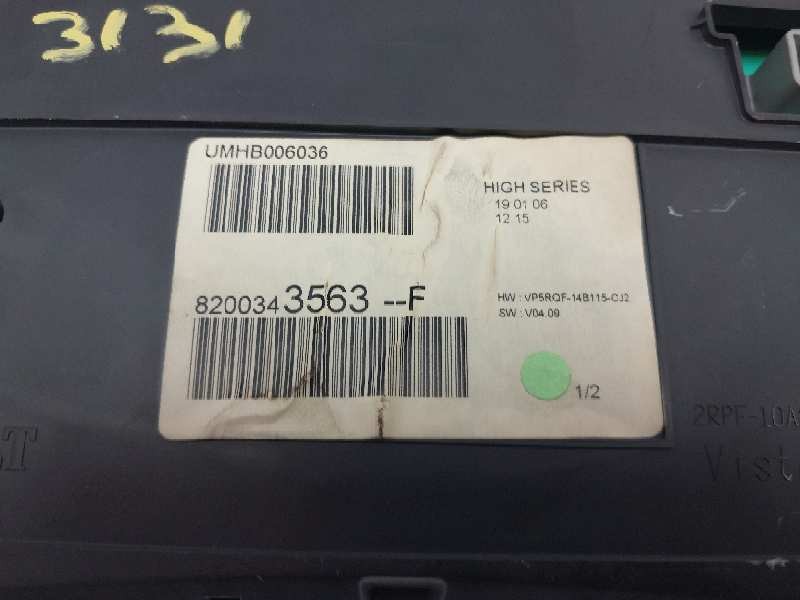 3131
UMHB006036
HIGH SERIES
19 01 06
12 15
8200343563 --F
HW : VP5RQF-14B115-CJ2
SW : V04.09
1/2
2RPF-10A
Vist
LT